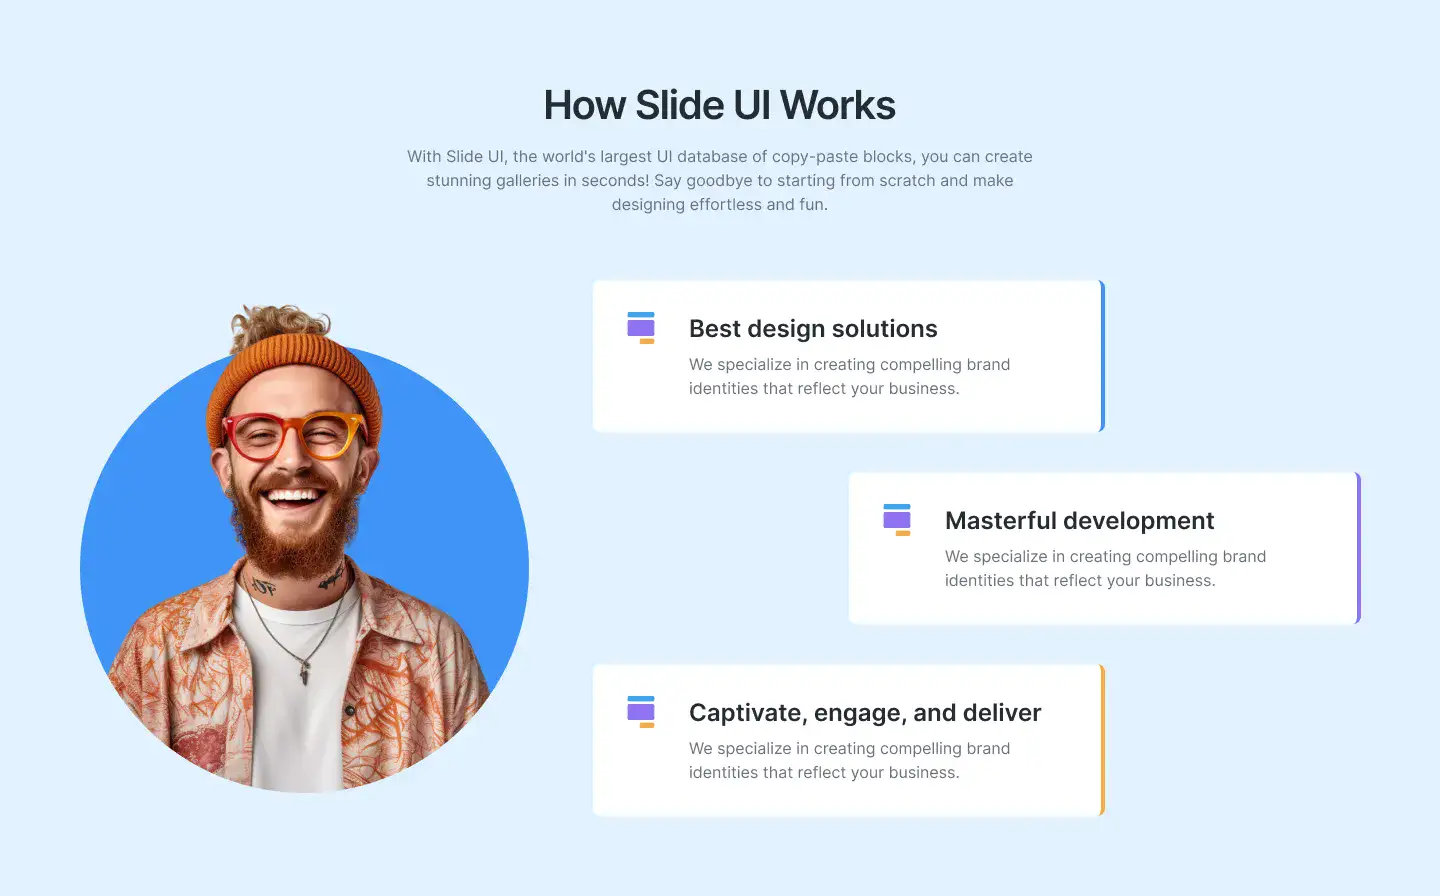 How Slide UI Works
With Slide UI, the world's largest UI database of copy-paste blocks, you can create
stunning galleries in seconds! Say goodbye to starting from scratch and make
designing effortless and fun.
Best design solutions
We specialize in creating compelling brand
identities that reflect your business.
Masterful development
We specialize in creating compelling brand
identities that reflect your business.
Captivate, engage, and deliver
We specialize in creating compelling brand
identities that reflect your business.